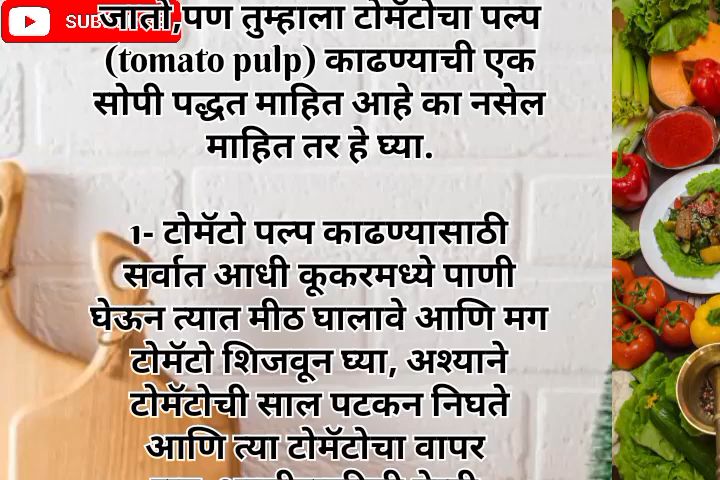 SUB
जातो,पण तुम्हाला टोमॅटोचा पल्प
(tomato pulp) काढण्याची एक
सोपी पद्धत माहित आहे का नसेल
माहित तर हे घ्या.
1- टोमॅटो पल्प काढण्यासाठी
सर्वात आधी कूकरमध्ये पाणी
घेऊन त्यात मीठ घालावे आणि मग
टोमॅटो शिजवून घ्या, अश्याने
टोमॅटोची साल पटकन निघते
आणि त्या टोमॅटोचा वापर